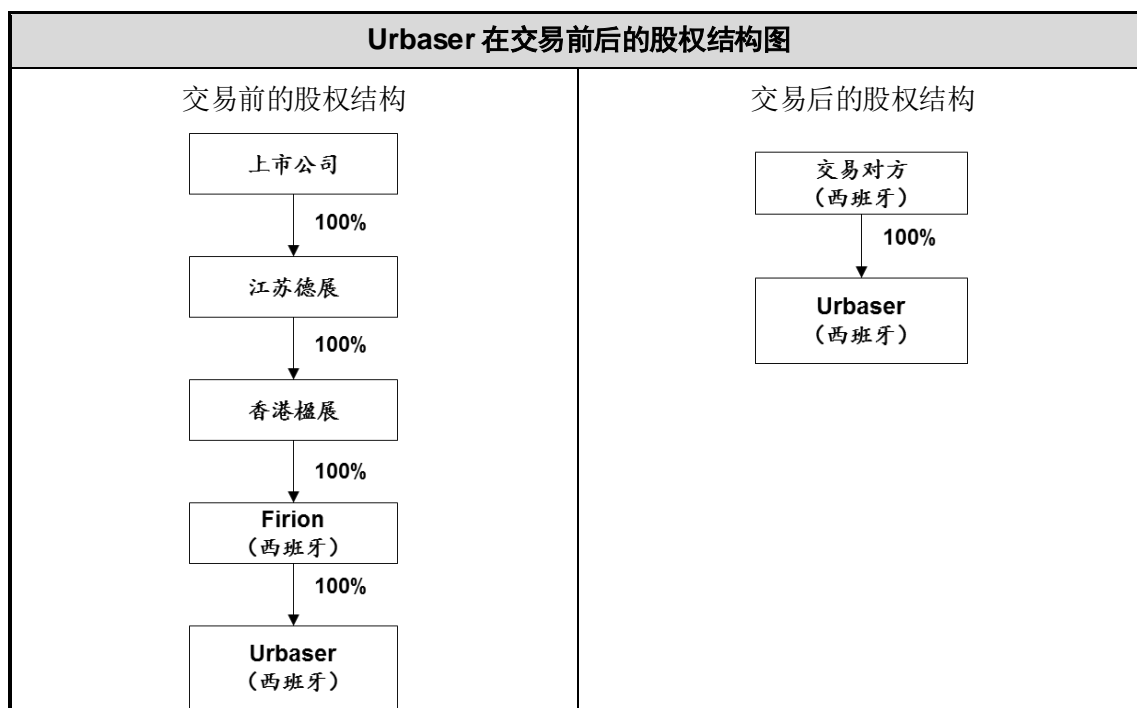 Urbaser 在交易前后的股权结构图
交易前的股权结构
上市公司
100%
江苏德展
100%
香港楹展
100%
Firion
（西班牙）
100%
Urbaser
（西班牙）
交易后的股权结构
交易对方
（西班牙）
100%
Urbaser
（西班牙）